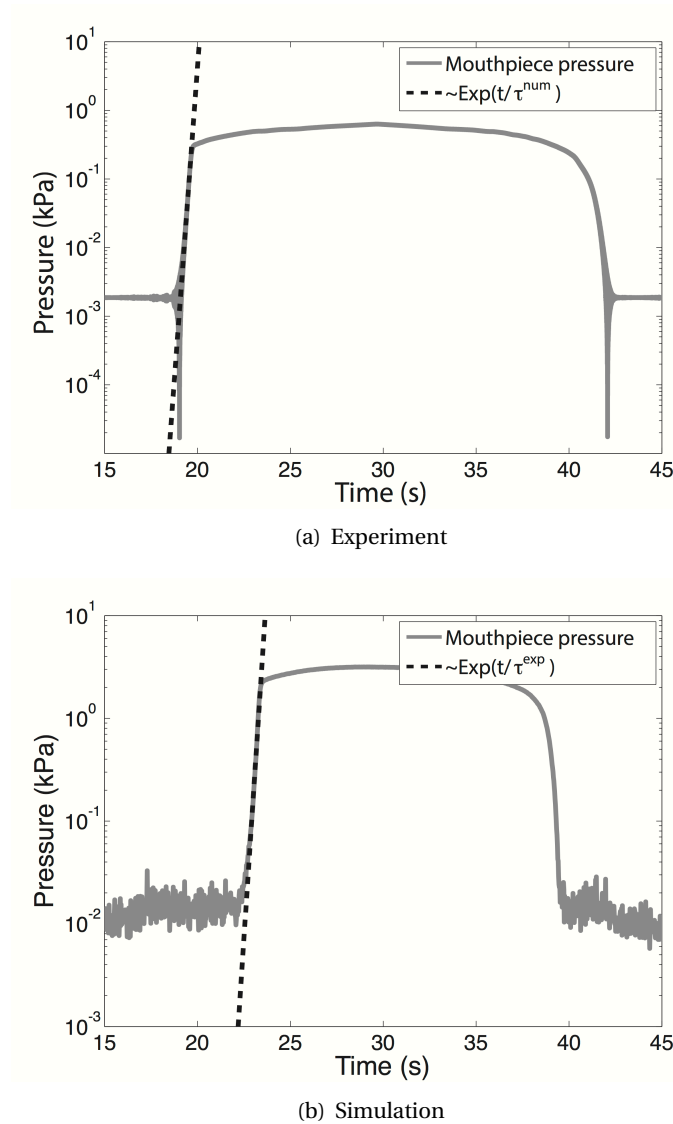 10^1
10^0
10^-1
10^-2
10^-3
10^-4
Pressure (kPa)
Mouthpiece pressure
~Exp(t/τ^num)
15 20 25 30 35 40 45
Time (s)
(a) Experiment
10^1
10^0
10^-1
10^-2
10^-3
Pressure (kPa)
Mouthpiece pressure
~Exp(t/τ^exp)
15 20 25 30 35 40 45
Time (s)
(b) Simulation